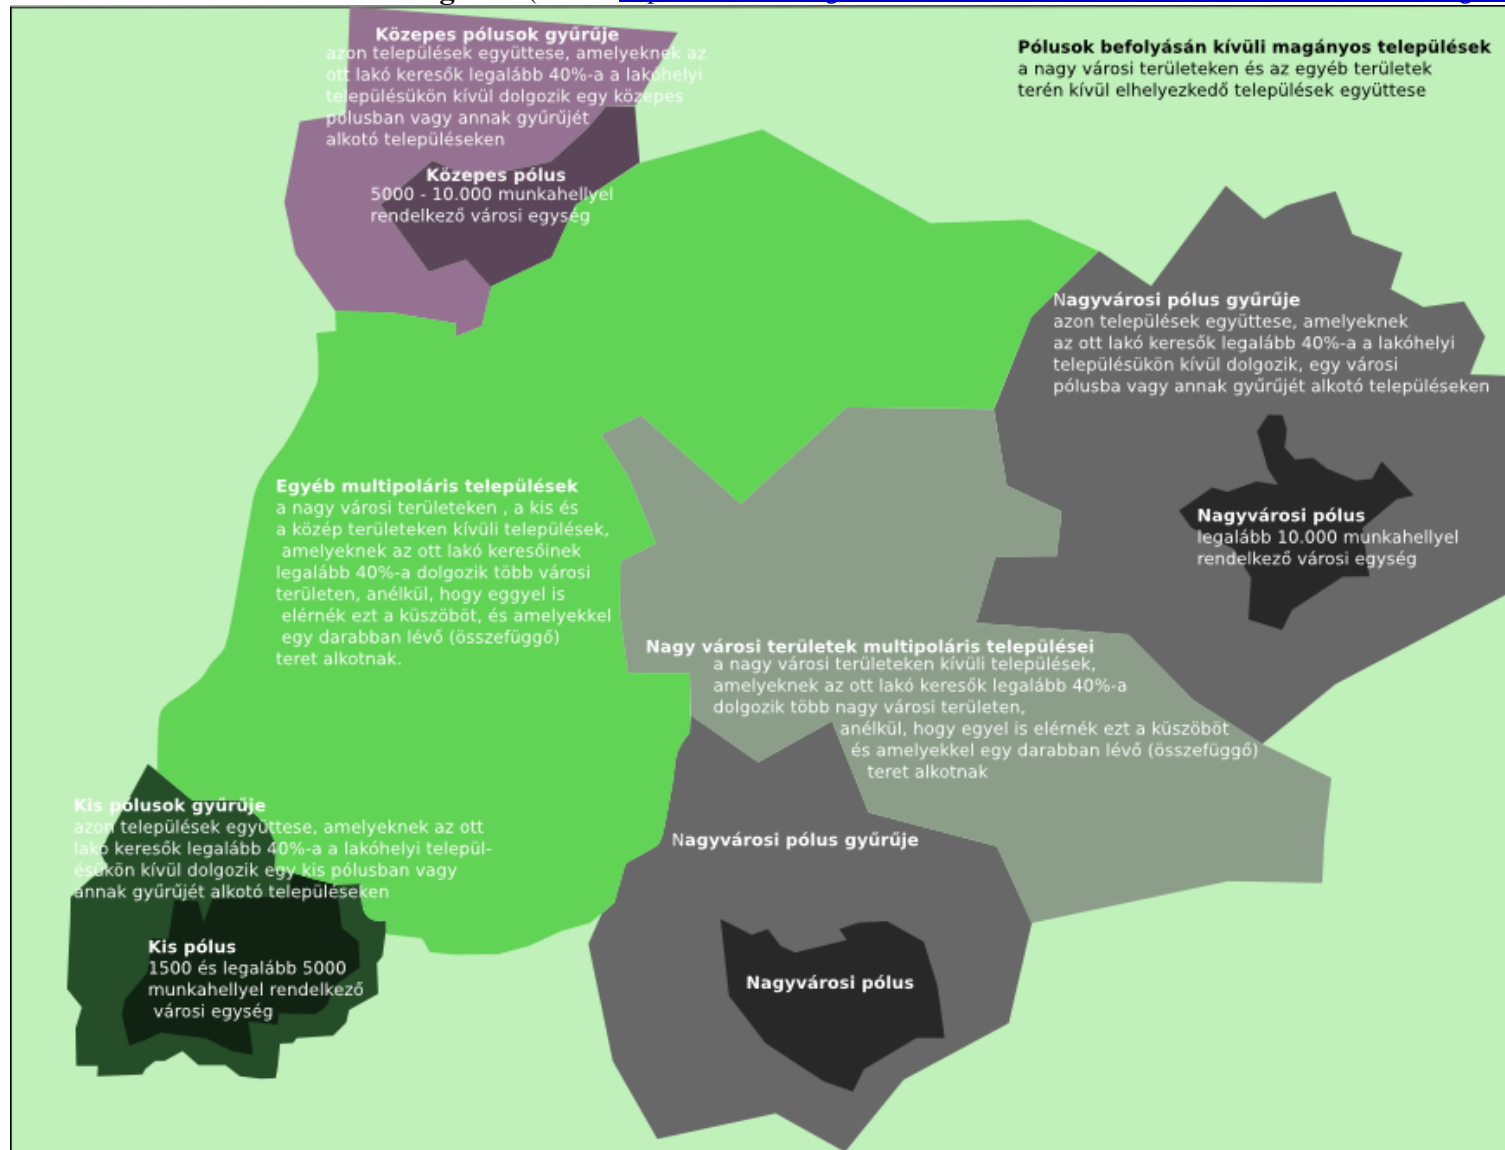 Közepes pólusok gyűrűje
azon települések együttese, amelyeknek az
ott lakó keresők legalább 40%-a a lakóhelyi
településükön kívül dolgozik egy közepes
pólusban vagy annak gyűrűjét
alkotó településeken
Közepes pólus
5000 - 10.000 munkahellyel
rendelkező városi egység
Pólusok befolyásán kívüli magányos települések
a nagy városi területeken és az egyéb területek
terén kívül elhelyezkedő települések együttese
Nagyvárosi pólus gyűrűje
azon települések együttese, amelyeknek
az ott lakó keresők legalább 40%-a a lakóhelyi
településükön kívül dolgozik, egy városi
pólusba vagy annak gyűrűjét alkotó településeken
Nagyvárosi pólus
legalább 10.000 munkahellyel
rendelkező városi egység
Egyéb multipoláris települések
a nagy városi területeken , a kis és
a közép területeken kívüli települések,
amelyeknek az ott lakó keresőinek
legalább 40%-a dolgozik több városi
területen, anélkül, hogy eggyel is
elérnék ezt a küszöböt, és amelyekkel
egy darabban lévő (összefüggő)
teret alkotnak.
Nagy városi területek multipoláris települései
a nagy városi területeken kívüli települések,
amelyeknek az ott lakó keresők legalább 40%-a
dolgozik több nagy városi területen,
anélkül, hogy egyel is elérnék ezt a küszöböt
és amelyekkel egy darabban lévő (összefüggő)
teret alkotnak
Kis pólusok gyűrűje
azon települések együttese, amelyeknek az ott
lakó keresők legalább 40%-a a lakóhelyi települ-
ésükön kívül dolgozik egy kis pólusban vagy
annak gyűrűjét alkotó településeken
Kis pólus
1500 és legalább 5000
munkahellyel rendelkező
városi egység
Nagyvárosi pólus gyűrűje
Nagyvárosi pólus